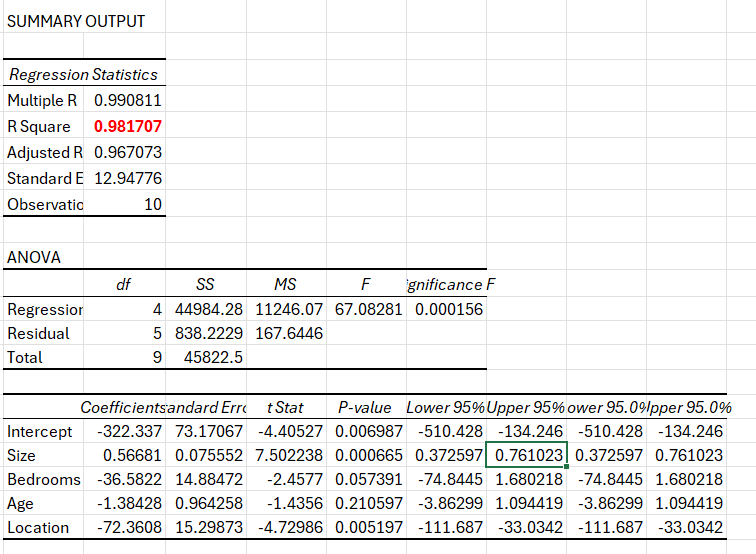 SUMMARY OUTPUT
Regression Statistics
Multiple R 0.990811
R Square 0.981707
Adjusted R 0.967073
Standard E 12.94776
Observatio 10
ANOVA
df SS MS F ignificance F
Regression 4 44984.28 11246.07 67.08281 0.000156
Residual 5 838.2229 167.6446
Total 9 45822.5
Coefficients andard Erro t Stat P-value Lower 95% Upper 95% ower 95.0% Upper 95.0%
Intercept -322.337 73.17067 -4.40527 0.006987 -510.428 -134.246 -510.428 -134.246
Size 0.56681 0.075552 7.502238 0.000665 0.372597 0.761023 0.372597 0.761023
Bedrooms -36.5822 14.88472 -2.4577 0.057391 -74.8445 1.680218 -74.8445 1.680218
Age -1.38428 0.964258 -1.4356 0.210597 -3.86299 1.094419 -3.86299 1.094419
Location -72.3608 15.29873 -4.72986 0.005197 -111.687 -33.0342 -111.687 -33.0342